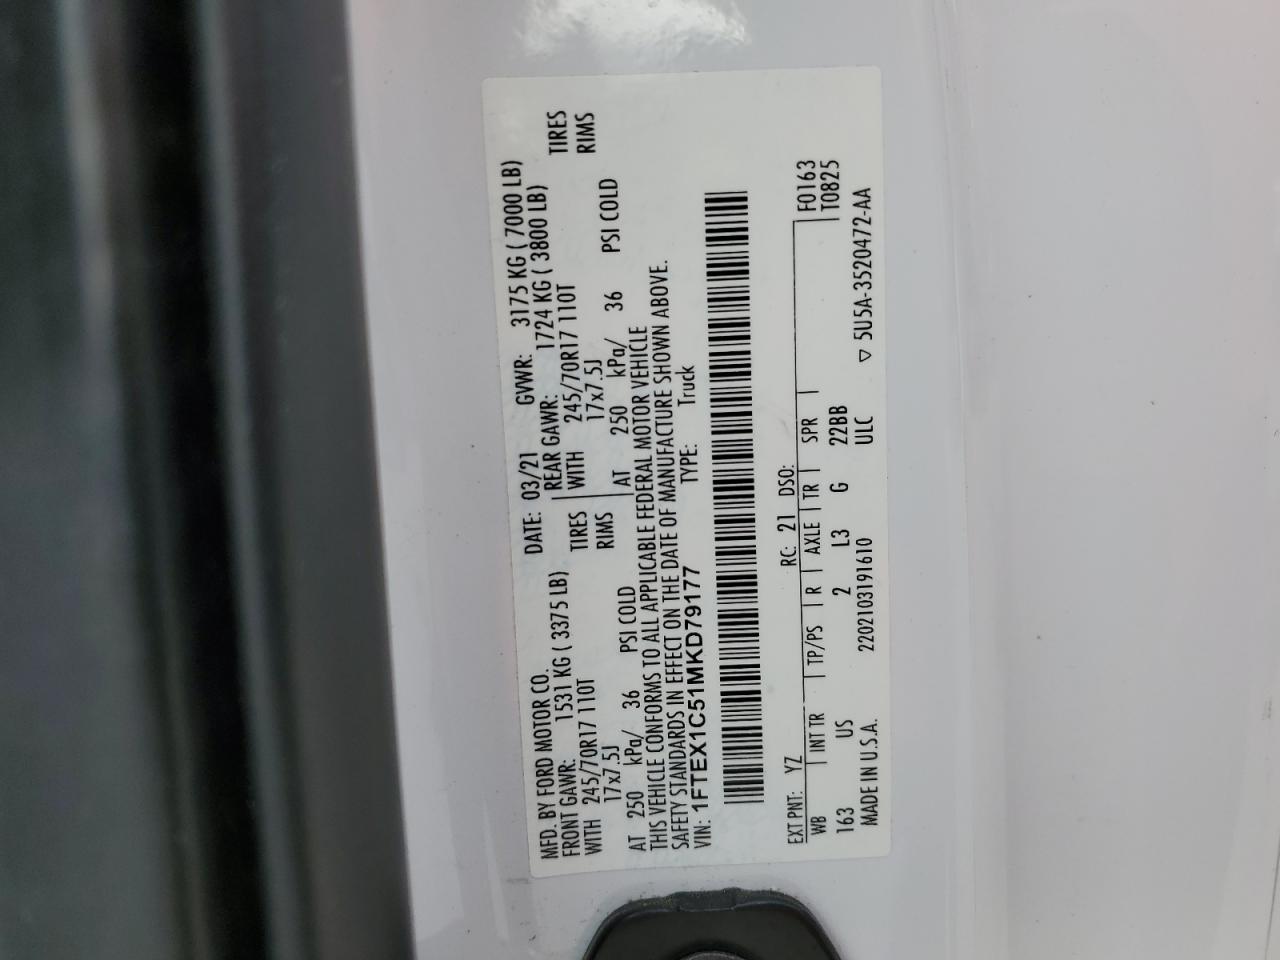 MFD. BY FORD MOTOR CO.
DATE: 03/21 GVWR: 3175 KG ( 7000 LB)
FRONT GAWR: 1531 KG ( 3375 LB)
REAR GAWR: 1724 KG ( 3800 LB)
WITH 245/70R17 110T TIRES
WITH 245/70R17 110T TIRES
17x7.5J RIMS
17x7.5J RIMS
AT 250 kPa/ 36 PSI COLD
AT 250 kPa/ 36 PSI COLD
THIS VEHICLE CONFORMS TO ALL APPLICABLE FEDERAL MOTOR VEHICLE
SAFETY STANDARDS IN EFFECT ON THE DATE OF MANUFACTURE SHOWN ABOVE.
VIN: 1FTEX1C51MKD79177 TYPE: Truck
EXT PNT: YZ RC: 21 DSO: F0163
WB INT TR TP/PS R AXLE TR SPR T0825
163 US 2 L3 G 22BB
MADE IN U.S.A. 2202103191610 ULC ▽ 5U5A-3520472-AA